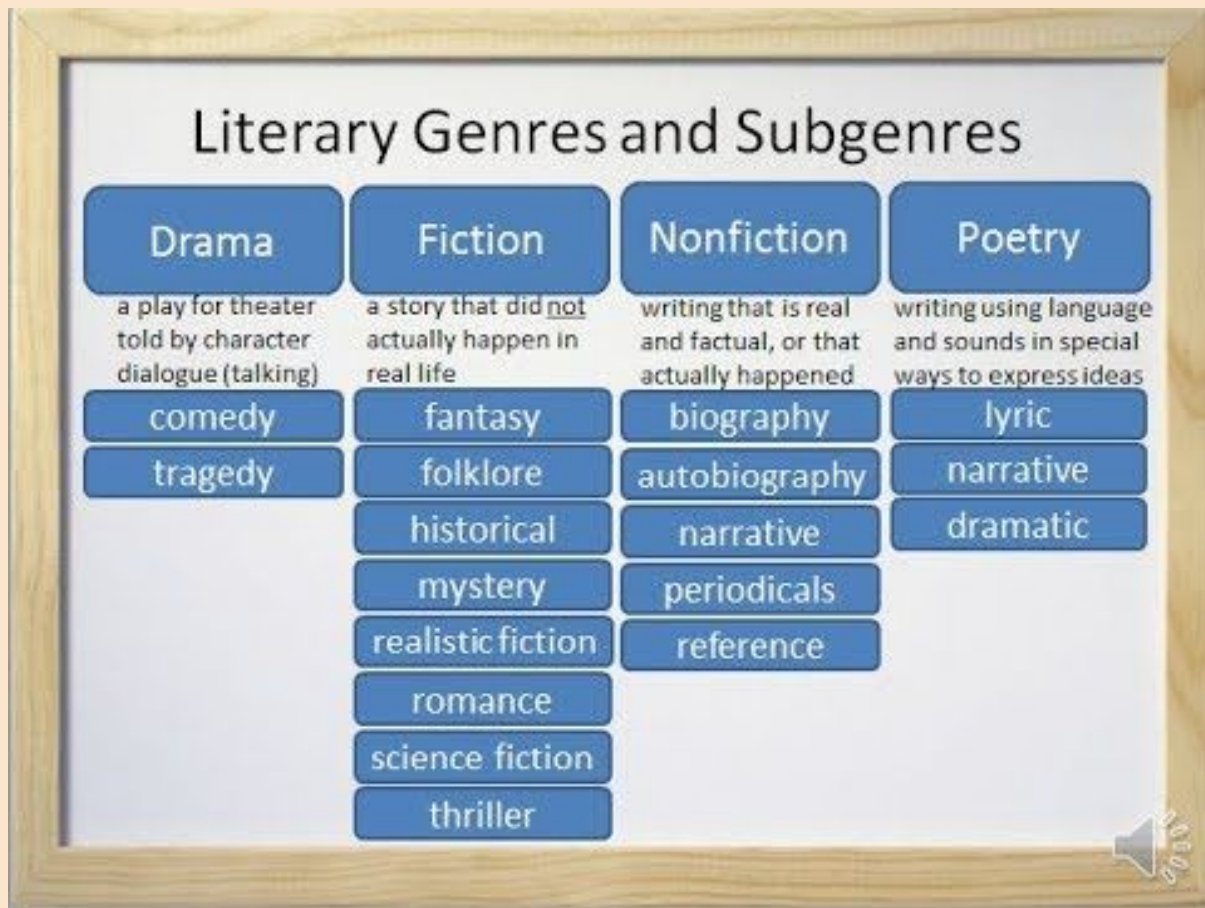 Literary Genres and Subgenres
Drama
a play for theater
told by character
dialogue (talking)
comedy
tragedy
Fiction
a story that did not
actually happen in
real life
fantasy
folklore
historical
mystery
realistic fiction
romance
science fiction
thriller
Nonfiction
writing that is real
and factual, or that
actually happened
biography
autobiography
narrative
periodicals
reference
Poetry
writing using language
and sounds in special
ways to express ideas
lyric
narrative
dramatic